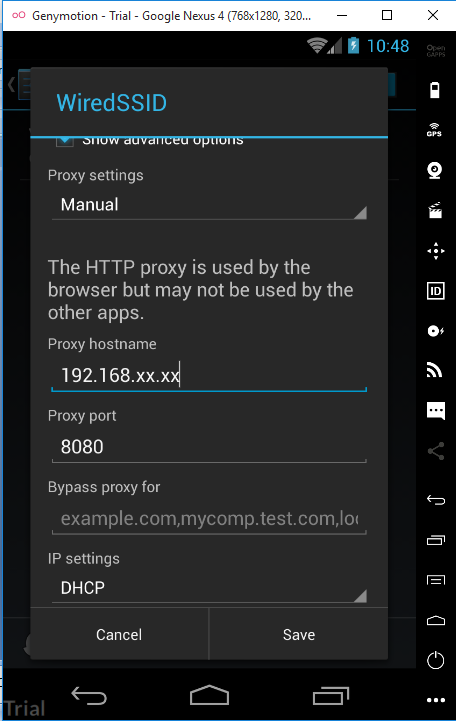 Genymotion - Trial - Google Nexus 4 (768x1280, 320...
10:48
Open
GAPPS
WiredSSID
Show advanced options
Proxy settings
Manual
GPS
The HTTP proxy is used by the
browser but may not be used by the
other apps.
ID
Proxy hostname
192.168.xx.xx
Proxy port
8080
Bypass proxy for
example.com,mycomp.test.com,loc
IP settings
DHCP
Cancel
Save
Trial